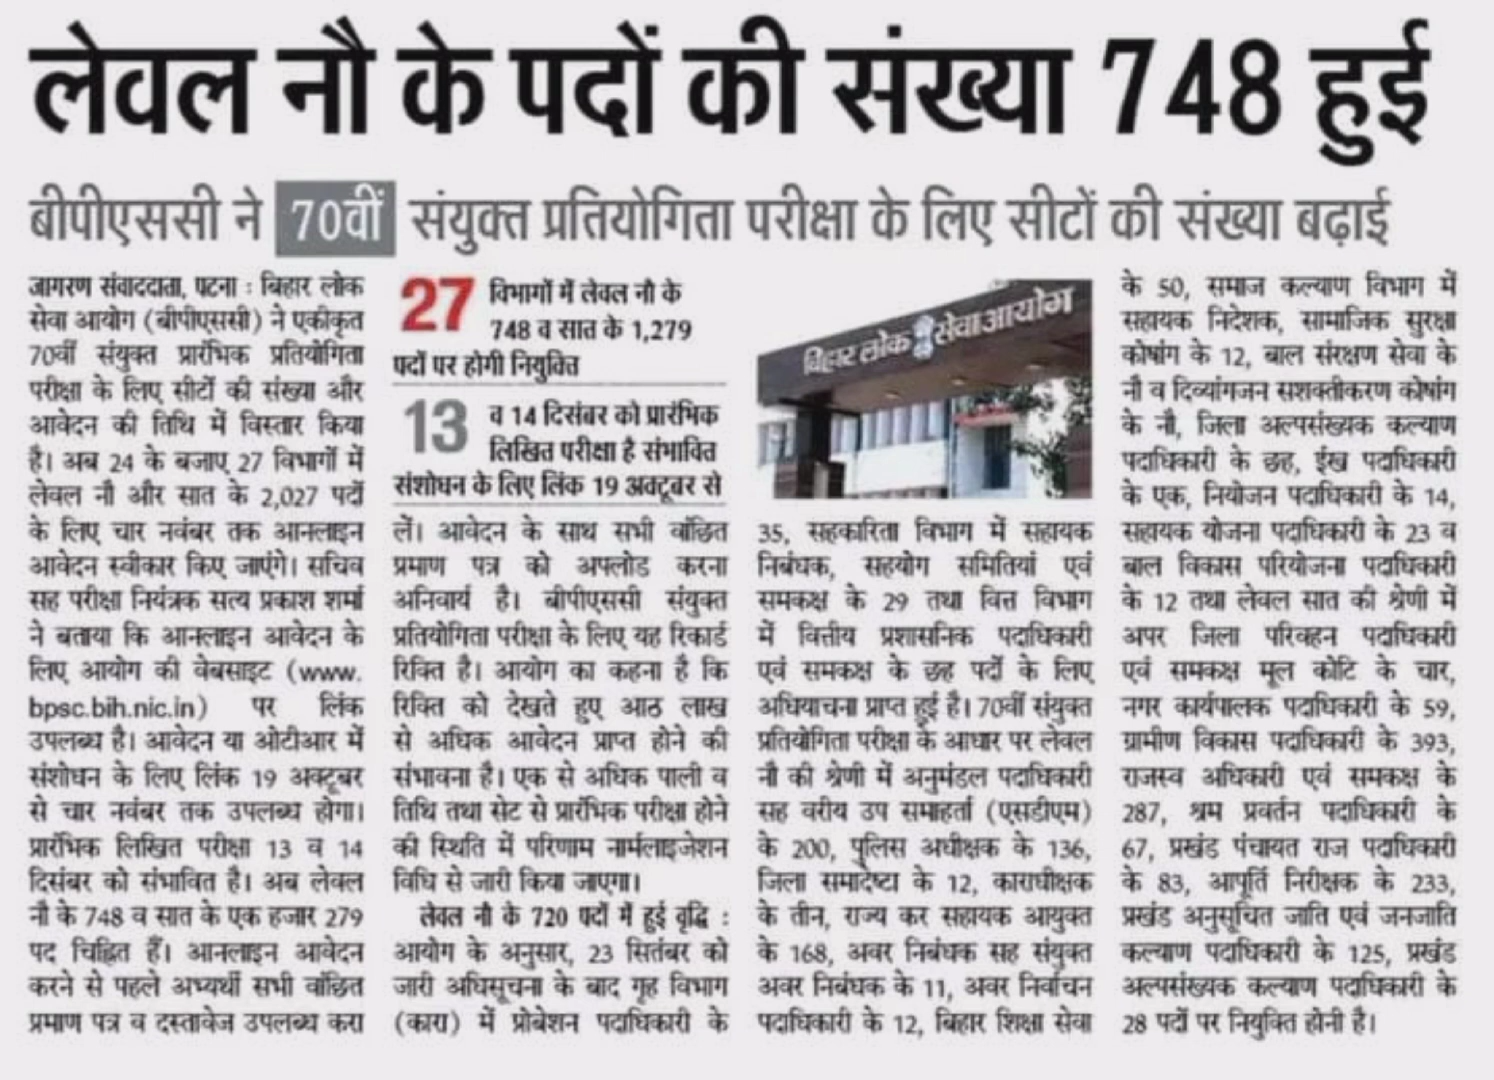 लेवल नौ के पदों की संख्या 748 हुई
बीपीएससी ने 70वीं संयुक्त प्रतियोगिता परीक्षा के लिए सीटों की संख्या बढ़ाई
जागरण संवाददाता, पटना : बिहार लोक
सेवा आयोग (बीपीएससी) ने एकीकृत
70वीं संयुक्त प्रारंभिक प्रतियोगिता
परीक्षा के लिए सीटों की संख्या और
आवेदन की तिथि में विस्तार किया
है। अब 24 के बजाए 27 विभागों में
लेवल नौ और सात के 2,027 पदों
के लिए चार नवंबर तक आनलाइन
आवेदन स्वीकार किए जाएंगे। सचिव
सह परीक्षा नियंत्रक सत्य प्रकाश शर्मा
ने बताया कि आनलाइन आवेदन के
लिए आयोग की वेबसाइट (www.
bpsc.bih.nic.in) पर लिंक
उपलब्ध है। आवेदन या ओटीआर में
संशोधन के लिए लिंक 19 अक्टूबर
से चार नवंबर तक उपलब्ध होगा।
प्रारंभिक लिखित परीक्षा 13 व 14
दिसंबर को संभावित है। अब लेवल
नौ के 748 व सात के एक हजार 279
पद चिह्नित हैं। आनलाइन आवेदन
करने से पहले अभ्यर्थी सभी वांछित
प्रमाण पत्र व दस्तावेज उपलब्ध करा
27 विभागों में लेवल नौ के
748 व सात के 1,279
पदों पर होगी नियुक्ति
13 व 14 दिसंबर को प्रारंभिक
लिखित परीक्षा है संभावित
संशोधन के लिए लिंक 19 अक्टूबर से
लें। आवेदन के साथ सभी वांछित
प्रमाण पत्र को अपलोड करना
अनिवार्य है। बीपीएससी संयुक्त
प्रतियोगिता परीक्षा के लिए यह रिकार्ड
रिक्ति है। आयोग का कहना है कि
रिक्ति को देखते हुए आठ लाख
से अधिक आवेदन प्राप्त होने की
संभावना है। एक से अधिक पाली व
तिथि तथा सेट से प्रारंभिक परीक्षा होने
की स्थिति में परिणाम नार्मलाइजेशन
विधि से जारी किया जाएगा।
लेवल नौ के 720 पदों में हुई वृद्धि :
आयोग के अनुसार, 23 सितंबर को
जारी अधिसूचना के बाद गृह विभाग
(कारा) में प्रोबेशन पदाधिकारी के
बिहार लोक सेवा आयोग
35, सहकारिता विभाग में सहायक
निबंधक, सहयोग समितियां एवं
समकक्ष के 29 तथा वित्त विभाग
में वित्तीय प्रशासनिक पदाधिकारी
एवं समकक्ष के छह पदों के लिए
अधियाचना प्राप्त हुई है। 70वीं संयुक्त
प्रतियोगिता परीक्षा के आधार पर लेवल
नौ की श्रेणी में अनुमंडल पदाधिकारी
सह वरीय उप समाहर्ता (एसडीएम)
के 200, पुलिस अधीक्षक के 136,
जिला समादेष्टा के 12, काराधीक्षक
के तीन, राज्य कर सहायक आयुक्त
के 168, अवर निबंधक सह संयुक्त
अवर निबंधक के 11, अवर निर्वाचन
पदाधिकारी के 12, बिहार शिक्षा सेवा
के 50, समाज कल्याण विभाग में
सहायक निदेशक, सामाजिक सुरक्षा
कोषांग के 12, बाल संरक्षण सेवा के
नौ व दिव्यांगजन सशक्तीकरण कोषांग
के नौ, जिला अल्पसंख्यक कल्याण
पदाधिकारी के छह, ईख पदाधिकारी
के एक, नियोजन पदाधिकारी के 14,
सहायक योजना पदाधिकारी के 23 व
बाल विकास परियोजना पदाधिकारी
के 12 तथा लेवल सात की श्रेणी में
अपर जिला परिवहन पदाधिकारी
एवं समकक्ष मूल कोटि के चार,
नगर कार्यपालक पदाधिकारी के 59,
ग्रामीण विकास पदाधिकारी के 393,
राजस्व अधिकारी एवं समकक्ष के
287, श्रम प्रवर्तन पदाधिकारी के
67, प्रखंड पंचायत राज पदाधिकारी
के 83, आपूर्ति निरीक्षक के 233,
प्रखंड अनुसूचित जाति एवं जनजाति
कल्याण पदाधिकारी के 125, प्रखंड
अल्पसंख्यक कल्याण पदाधिकारी के
28 पदों पर नियुक्ति होनी है।